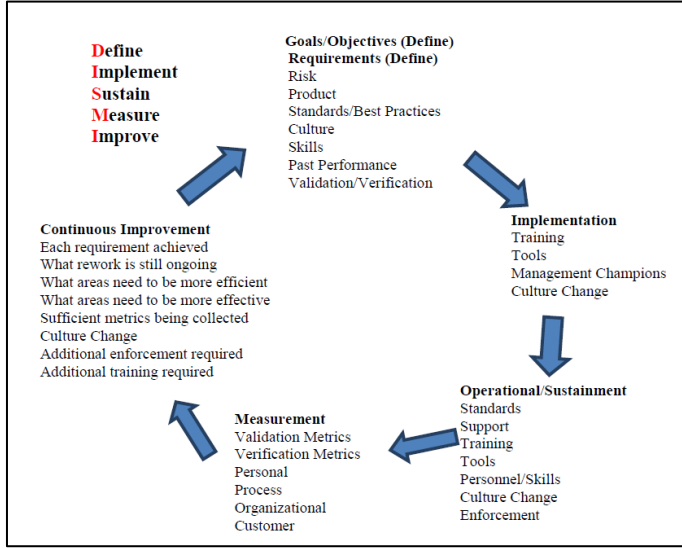 Define
Implement
Sustain
Measure
Improve
Goals/Objectives (Define)
Requirements (Define)
Risk
Product
Standards/Best Practices
Culture
Skills
Past Performance
Validation/Verification
Implementation
Training
Tools
Management Champions
Culture Change
Operational/Sustainment
Standards
Support
Training
Tools
Personnel/Skills
Culture Change
Enforcement
Measurement
Validation Metrics
Verification Metrics
Personal
Process
Organizational
Customer
Continuous Improvement
Each requirement achieved
What rework is still ongoing
What areas need to be more efficient
What areas need to be more effective
Sufficient metrics being collected
Culture Change
Additional enforcement required
Additional training required